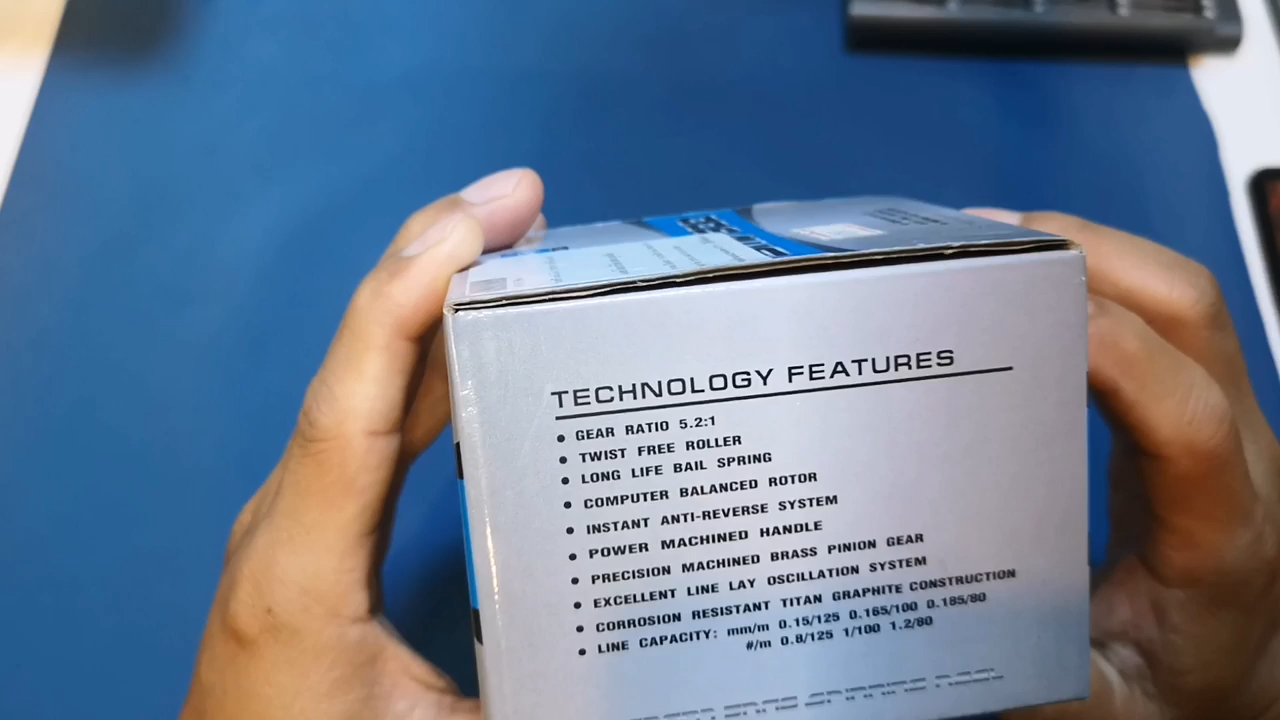 TECHNOLOGY FEATURES
• GEAR RATIO 5.2:1
• TWIST FREE ROLLER
• LONG LIFE BAIL SPRING
• COMPUTER BALANCED ROTOR
• INSTANT ANTI-REVERSE SYSTEM
• POWER MACHINED HANDLE
• PRECISION MACHINED BRASS PINION GEAR
• EXCELLENT LINE LAY OSCILLATION SYSTEM
• CORROSION RESISTANT TITAN GRAPHITE CONSTRUCTION
• LINE CAPACITY: mm/m 0.15/125 0.165/100 0.185/80
#/m 0.8/125 1/100 1.2/80
SPINNING REEL